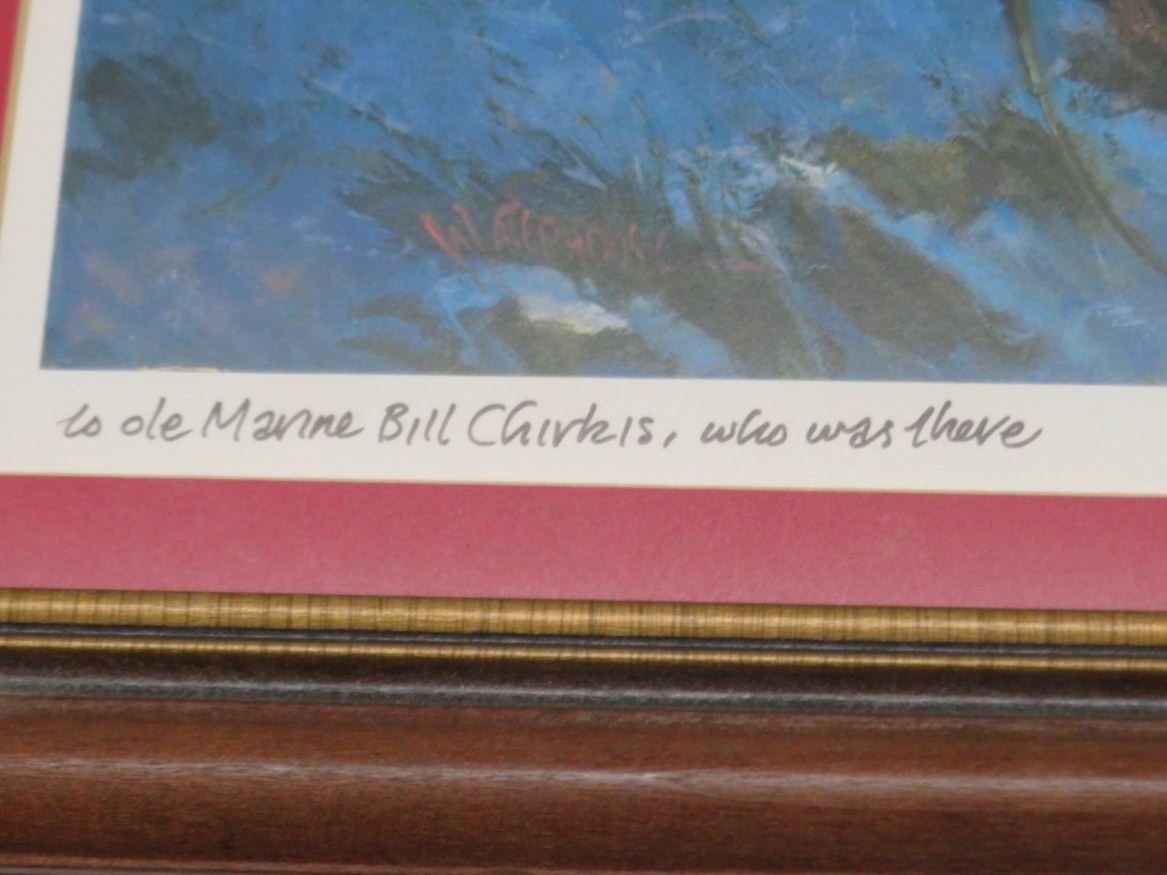 to ole Marine Bill Chirkis, who was there